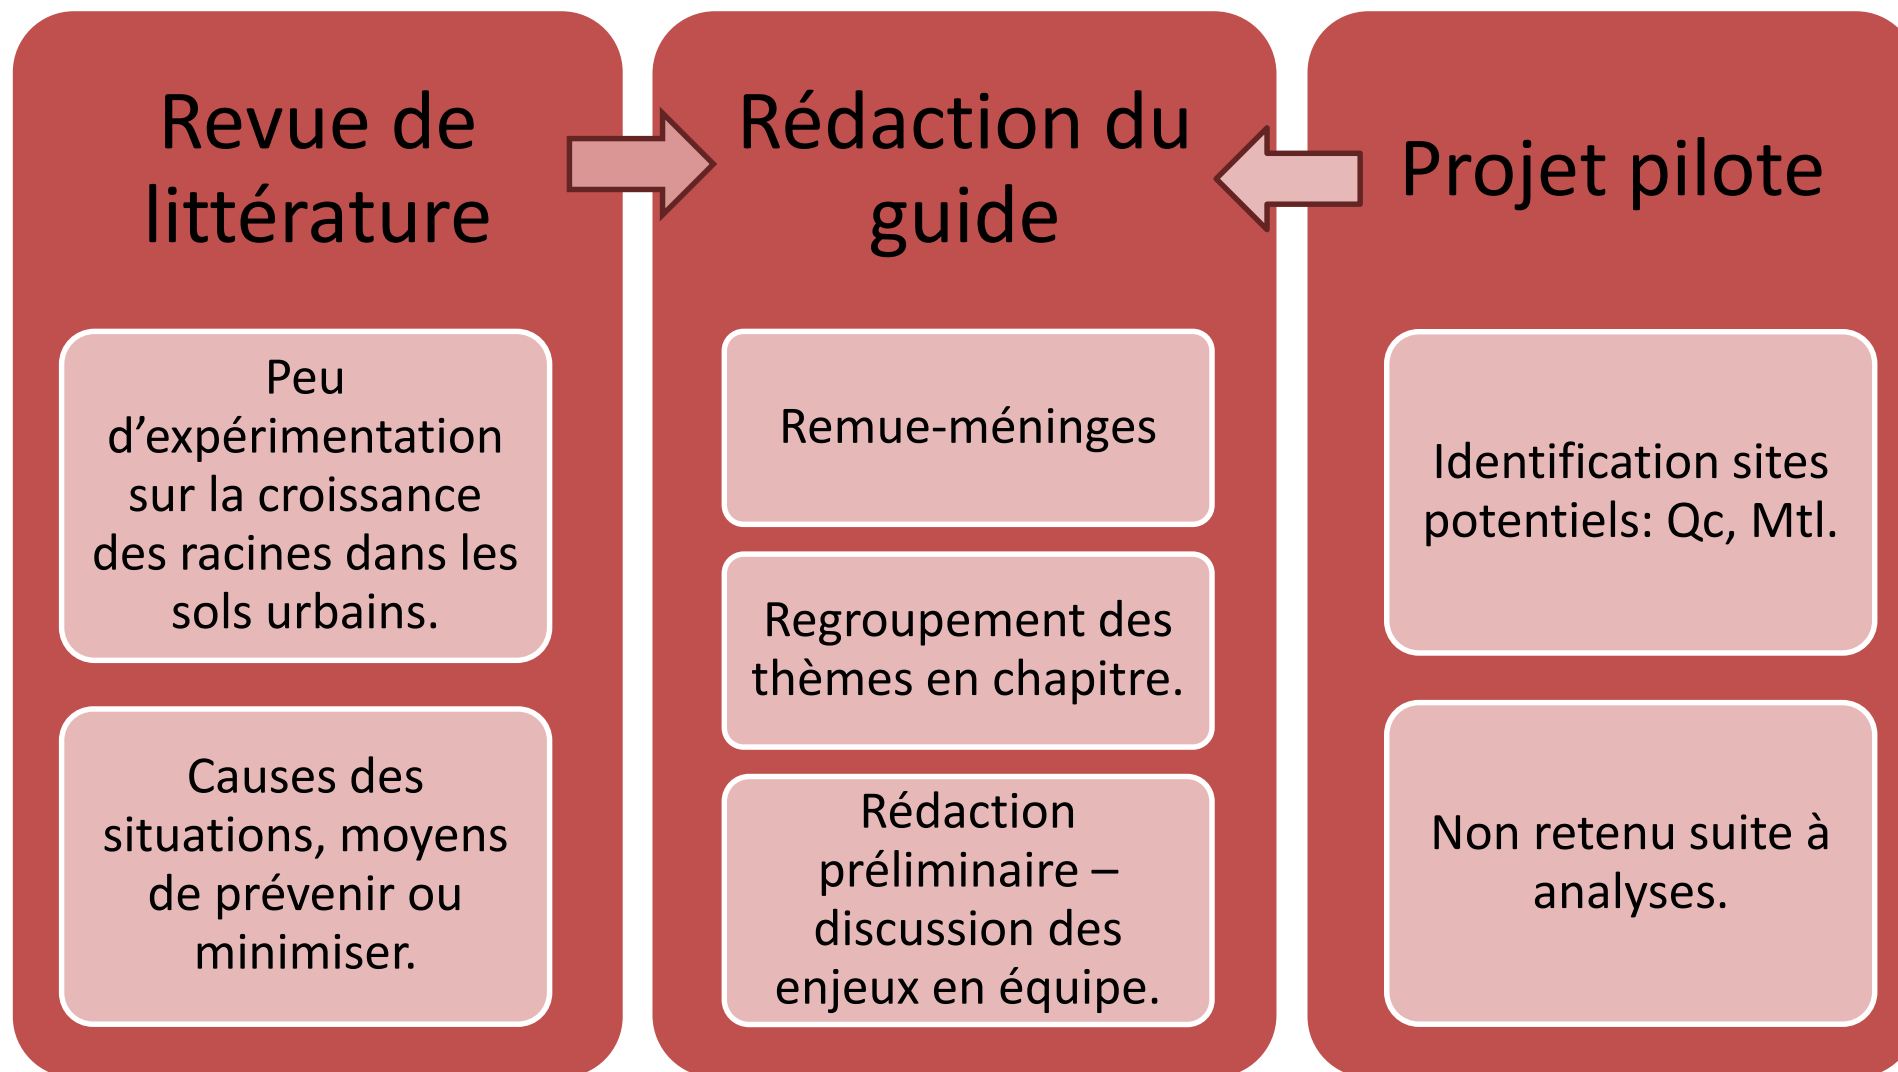 Revue de
littérature
Peu
d’expérimentation
sur la croissance
des racines dans les
sols urbains.
Causes des
situations, moyens
de prévenir ou
minimiser.
Rédaction du
guide
Remue-méninges
Regroupement des
thèmes en chapitre.
Rédaction
préliminaire –
discussion des
enjeux en équipe.
Projet pilote
Identification sites
potentiels: Qc, Mtl.
Non retenu suite à
analyses.